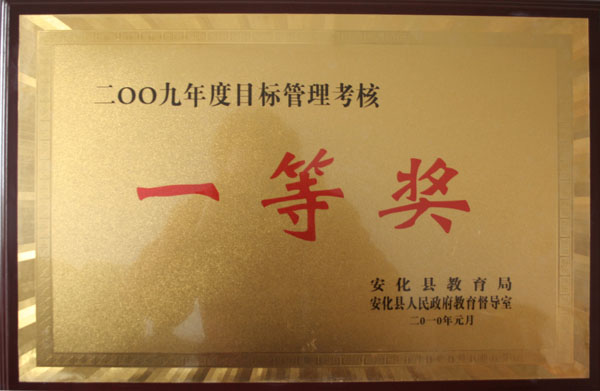 二OO九年度目标管理考核
一等奖
安化县教育局
安化县人民政府教育督导室
二0一0年元月